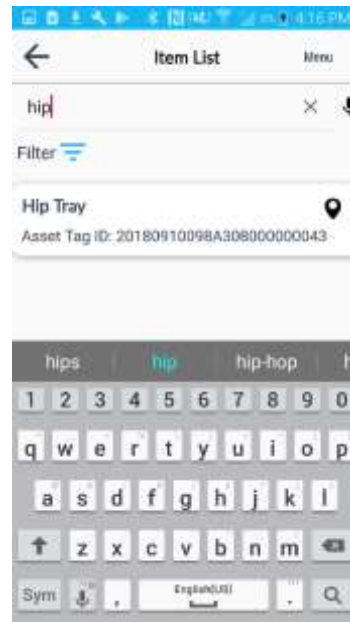 4:16 PM
Item List Menu
hip
Filter
Hip Tray
Asset Tag ID: 20180910098A308000000043
hips hip hip-hop
1 2 3 4 5 6 7 8 9 0
q w e r t y u i o p
a s d f g h j k l
z x c v b n m
Sym , English(US) .